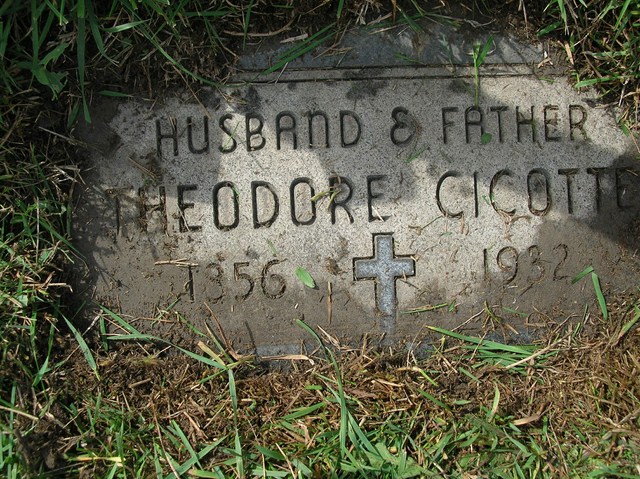 HUSBAND & FATHER
THEODORE CICOTTE
1856 1932